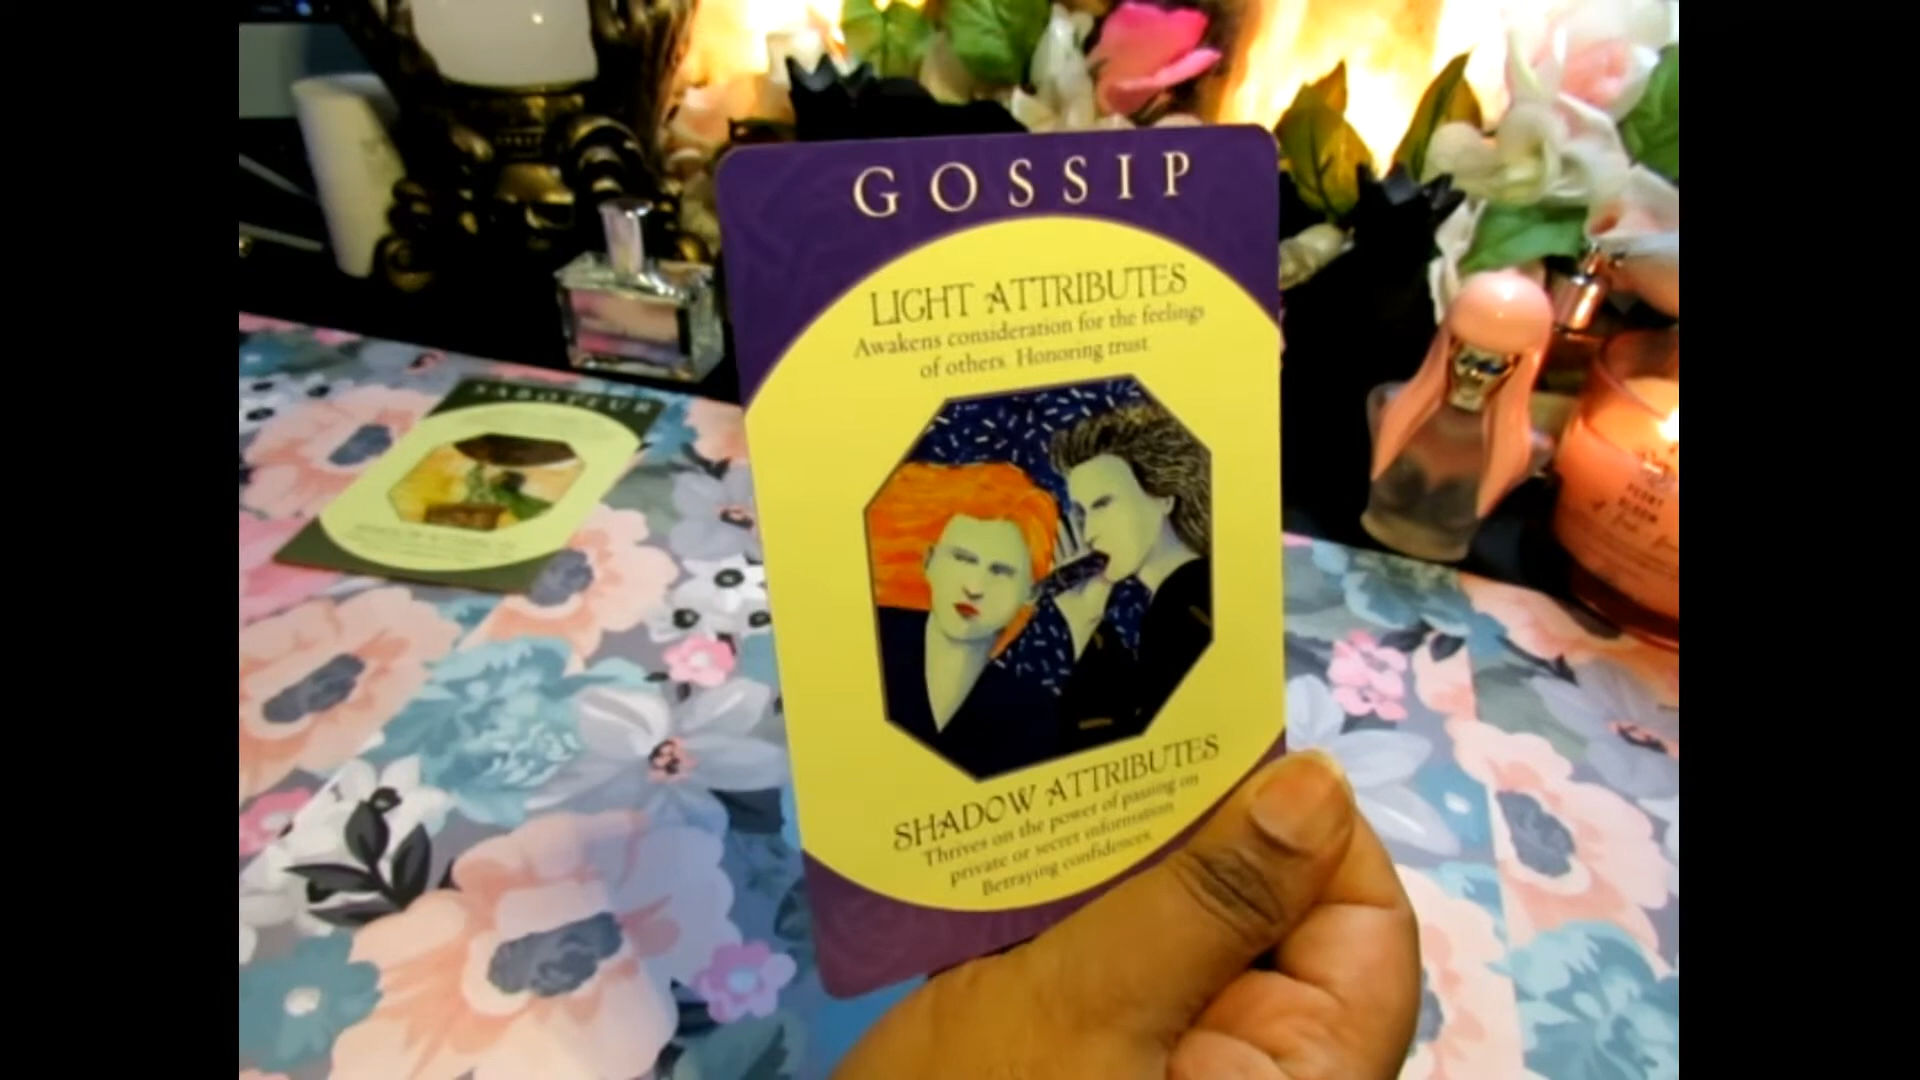 GOSSIP
LIGHT ATTRIBUTES
Awakens consideration for the feelings
of others. Honoring trust.
SHADOW ATTRIBUTES
Thrives on the power of passing on
private or secret information.
Betraying confidences.
SABOTEUR